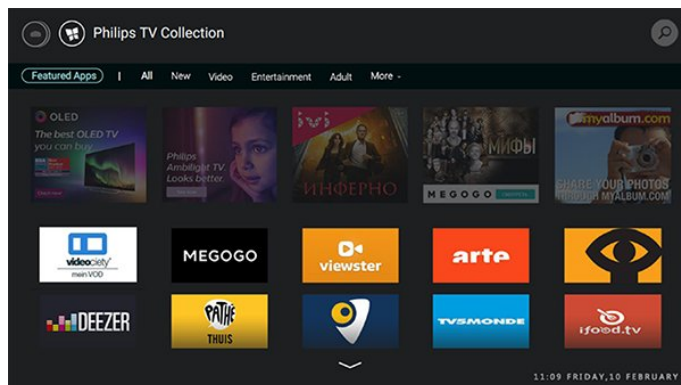 Philips TV Collection
Featured Apps | All New Video Entertainment Adult More
OLED
The best OLED TV
you can buy
Philips
Ambilight TV.
Looks better.
ivi
ИНФЕРНО
МИФЫ
MEGOGO
myalbum.com
SHARE YOUR PHOTOS
THROUGH MYALBUM.COM
videociety
mein VOD
MEGOGO
viewster
arte
DEEZER
PATHÉ
THUIS
TV5MONDE
ifood.tv
11:09 FRIDAY,10 FEBRUARY